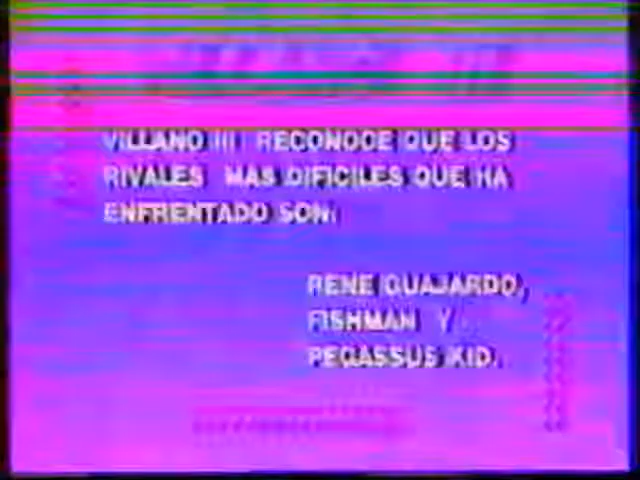 VILLANO III RECONOCE QUE LOS
RIVALES MAS DIFICILES QUE HA
ENFRENTADO SON:
RENE GUAJARDO,
FISHMAN Y
PEGASSUS KID.